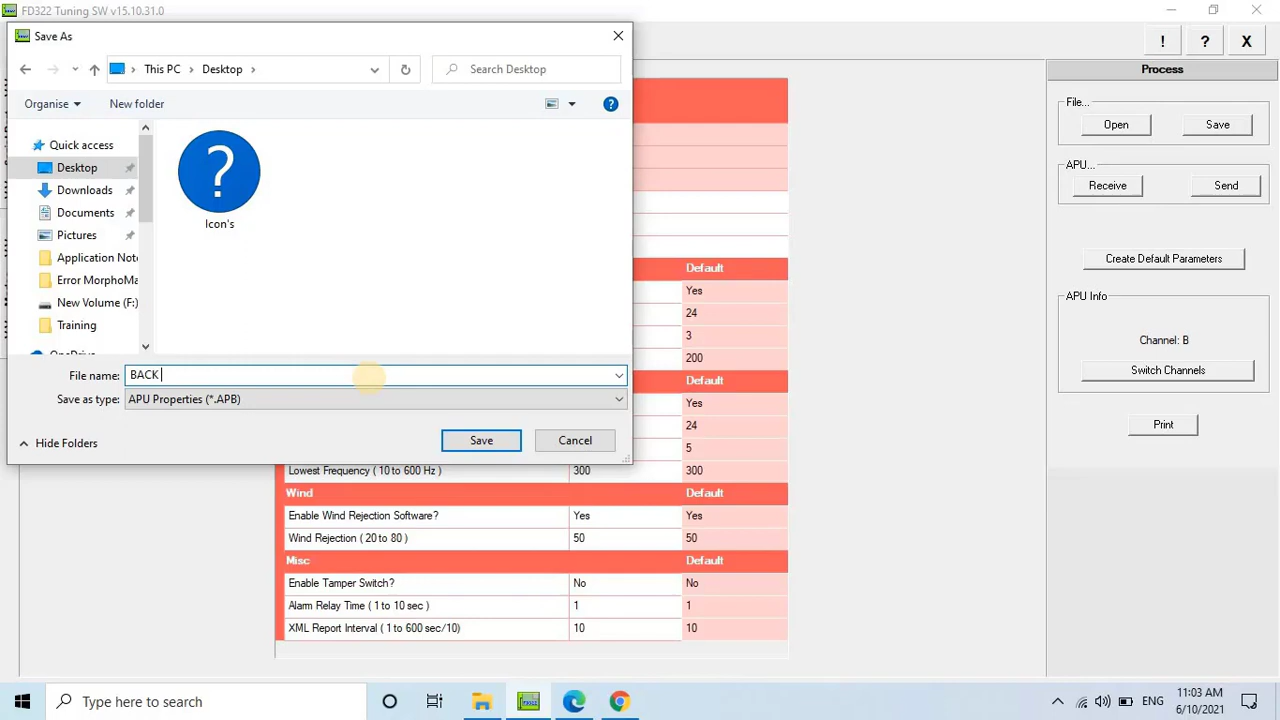 FD322 Tuning SW v15.10.31.0
Save As
This PC > Desktop >
Search Desktop
Organise
New folder
Quick access
Desktop
Downloads
Documents
Pictures
Application Not
Error MorphoMa
New Volume (F:)
Training
OneDrive
?
Icon's
File name: BACK
Save as type: APU Properties (*.APB)
Hide Folders
Save
Cancel
Default
Yes
24
3
200
Default
Yes
24
5
Lowest Frequency ( 10 to 600 Hz ) 300 300
Wind Default
Enable Wind Rejection Software? Yes Yes
Wind Rejection ( 20 to 80 ) 50 50
Misc Default
Enable Tamper Switch? No No
Alarm Relay Time ( 1 to 10 sec ) 1 1
XML Report Interval ( 1 to 600 sec/10) 10 10
! ? X
Process
File...
Open Save
APU...
Receive Send
Create Default Parameters
APU Info
Channel: B
Switch Channels
Print
Type here to search
FD322
ENG
11:03 AM
6/10/2021